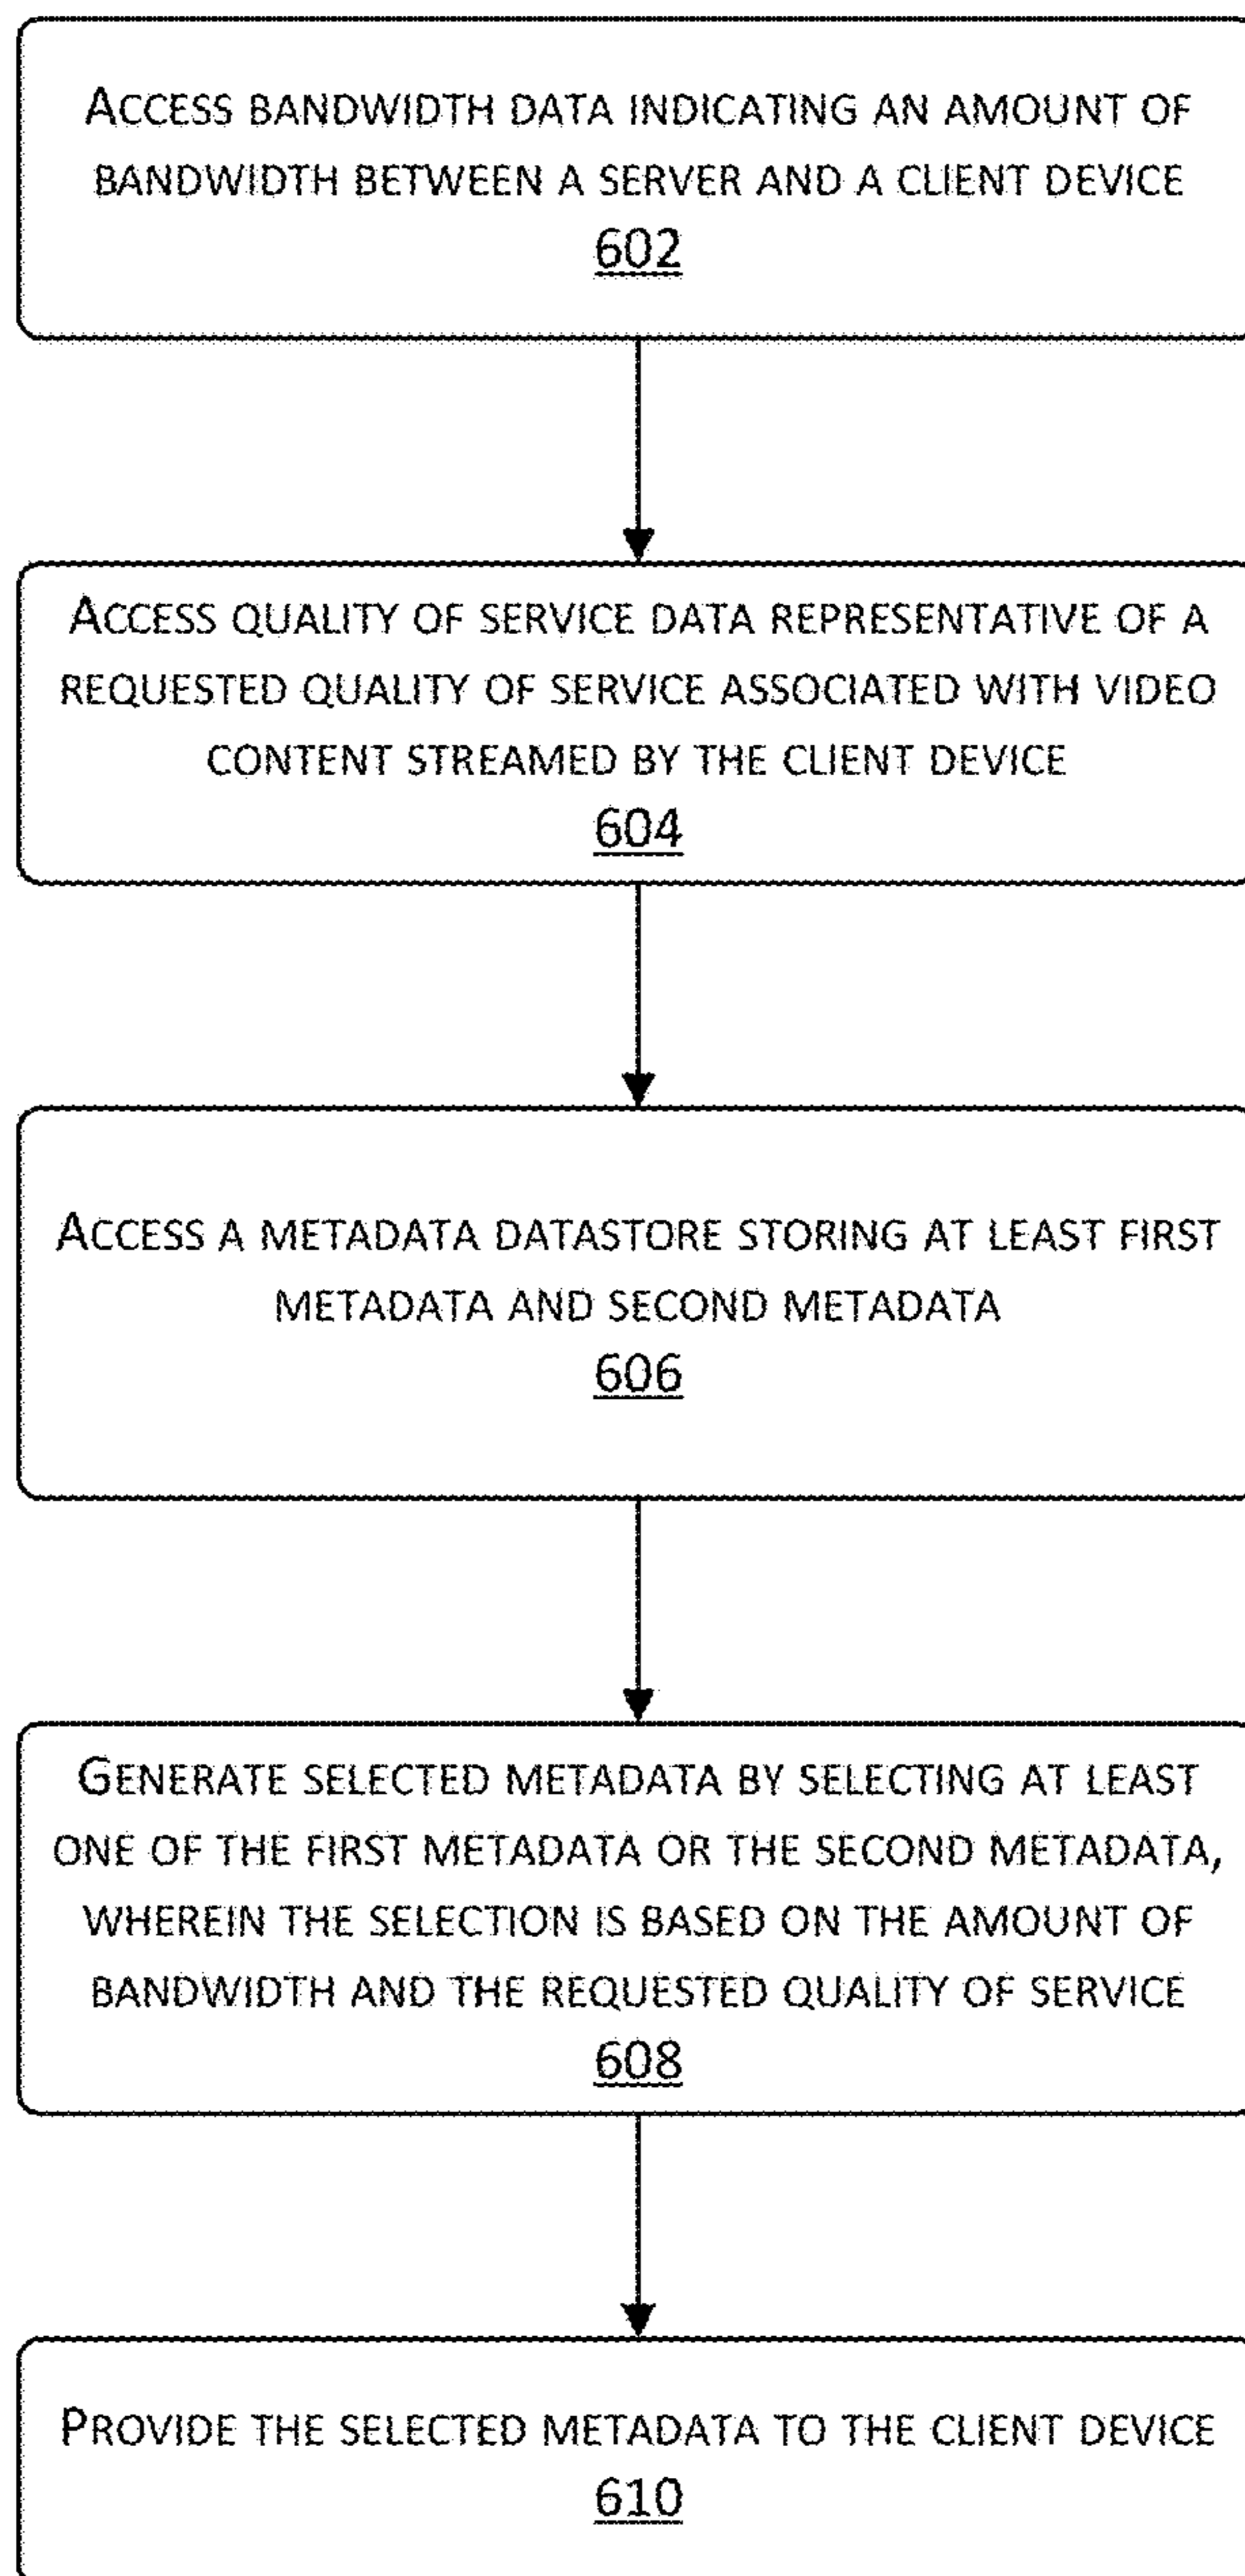 ACCESS BANDWIDTH DATA INDICATING AN AMOUNT OF
BANDWIDTH BETWEEN A SERVER AND A CLIENT DEVICE
602
ACCESS QUALITY OF SERVICE DATA REPRESENTATIVE OF A
REQUESTED QUALITY OF SERVICE ASSOCIATED WITH VIDEO
CONTENT STREAMED BY THE CLIENT DEVICE
604
ACCESS A METADATA DATASTORE STORING AT LEAST FIRST
METADATA AND SECOND METADATA
606
GENERATE SELECTED METADATA BY SELECTING AT LEAST
ONE OF THE FIRST METADATA OR THE SECOND METADATA,
WHEREIN THE SELECTION IS BASED ON THE AMOUNT OF
BANDWIDTH AND THE REQUESTED QUALITY OF SERVICE
608
PROVIDE THE SELECTED METADATA TO THE CLIENT DEVICE
610